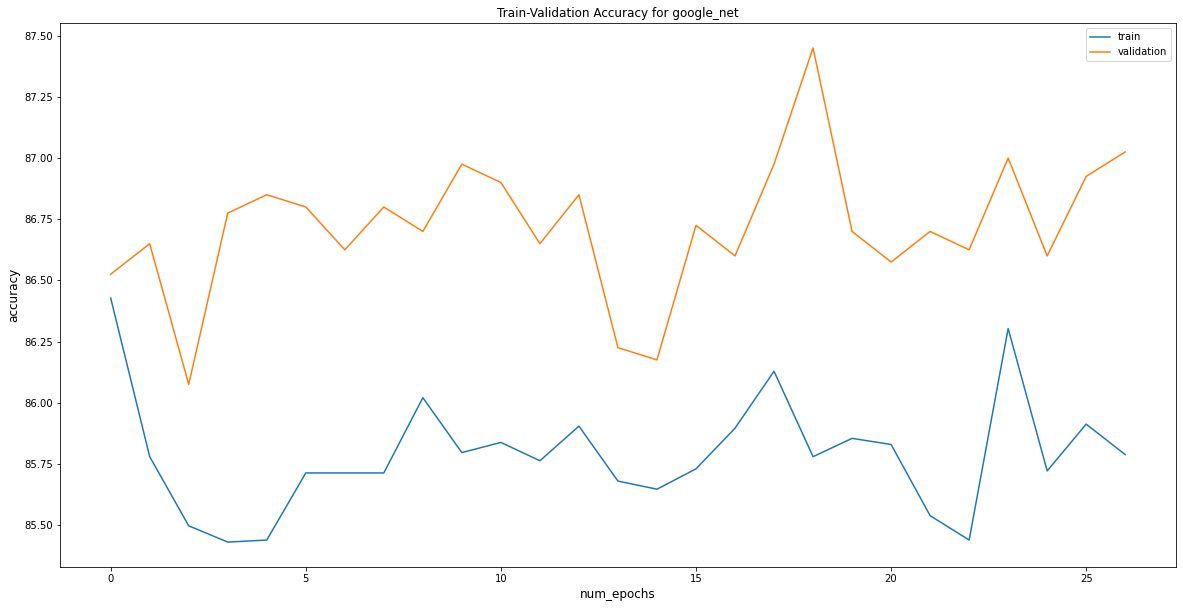 Train-Validation Accuracy for google_net
train
validation
accuracy
87.50
87.25
87.00
86.75
86.50
86.25
86.00
85.75
85.50
0 5 10 15 20 25
num_epochs